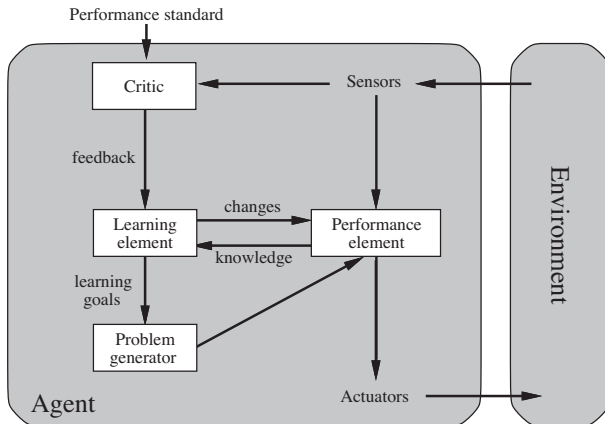 Performance standard
Critic
Sensors
feedback
changes
Learning
element
Performance
element
knowledge
learning
goals
Problem
generator
Actuators
Agent
Environment